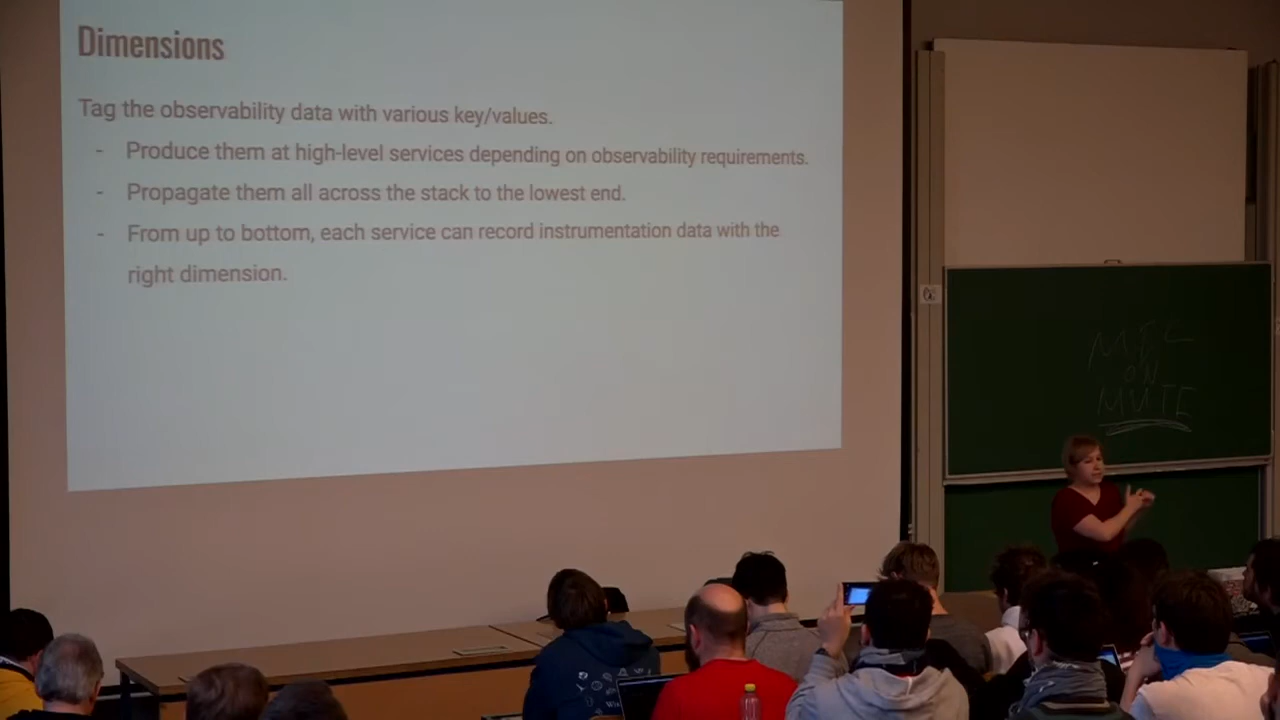 Dimensions
Tag the observability data with various key/values.
- Produce them at high-level services depending on observability requirements.
- Propagate them all across the stack to the lowest end.
- From up to bottom, each service can record instrumentation data with the
right dimension.
ON
MUTE